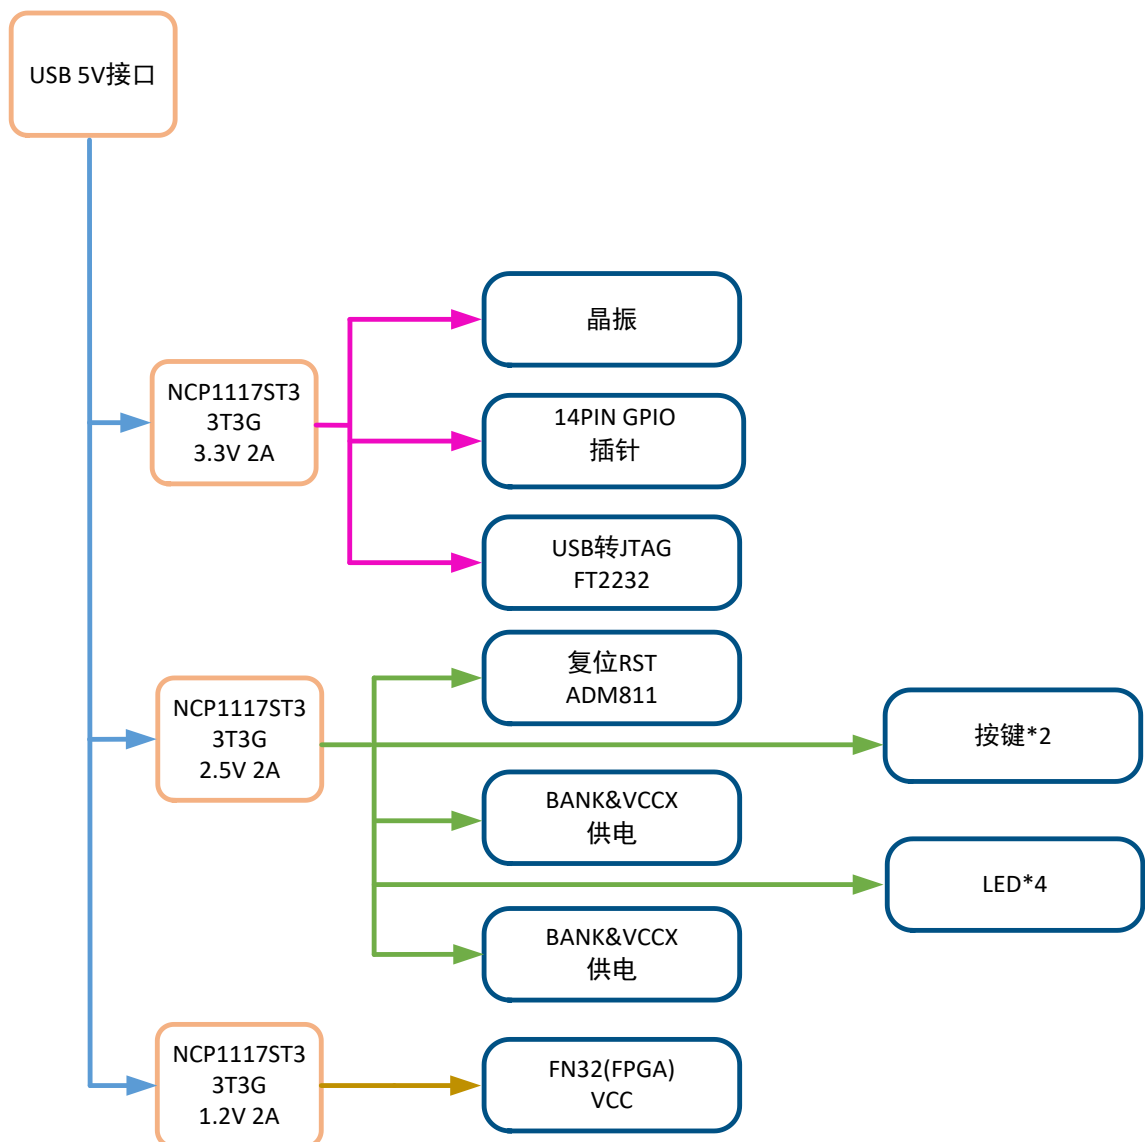 USB 5V接口
晶振
NCP1117ST3
3T3G
3.3V 2A
14PIN GPIO
插针
USB转JTAG
FT2232
复位RST
ADM811
NCP1117ST3
3T3G
2.5V 2A
按键*2
BANK&VCCX
供电
LED*4
BANK&VCCX
供电
NCP1117ST3
3T3G
1.2V 2A
FN32(FPGA)
VCC